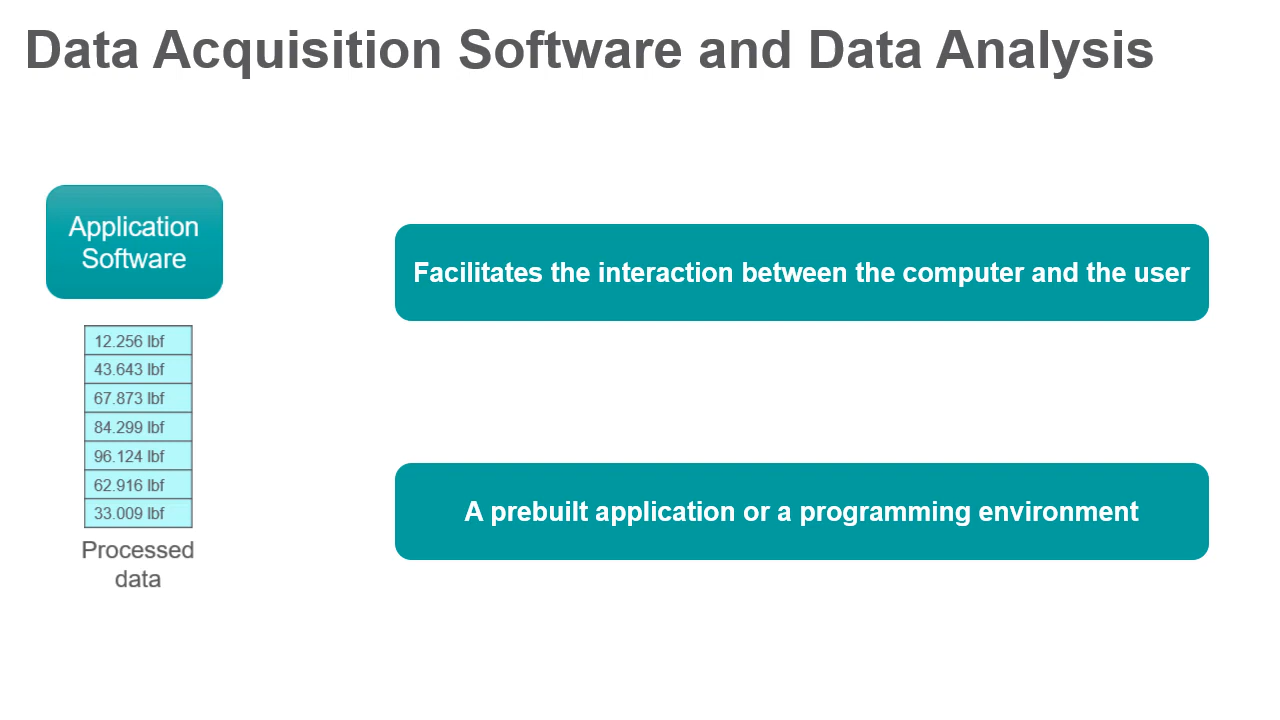 Data Acquisition Software and Data Analysis
Application
Software
12.256 lbf
43.643 lbf
67.873 lbf
84.299 lbf
96.124 lbf
62.916 lbf
33.009 lbf
Processed
data
Facilitates the interaction between the computer and the user
A prebuilt application or a programming environment